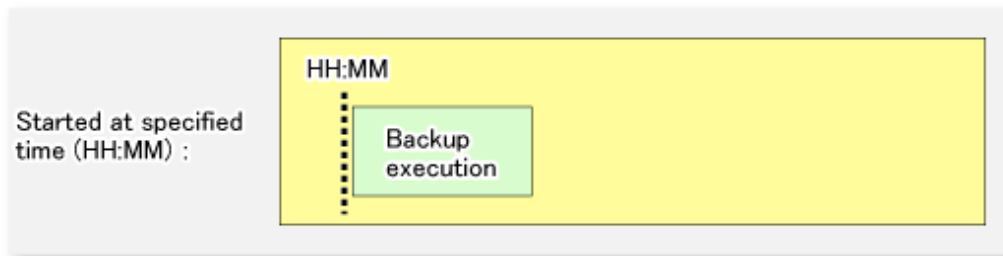 HH:MM
Started at specified
time (HH:MM) :
Backup
execution